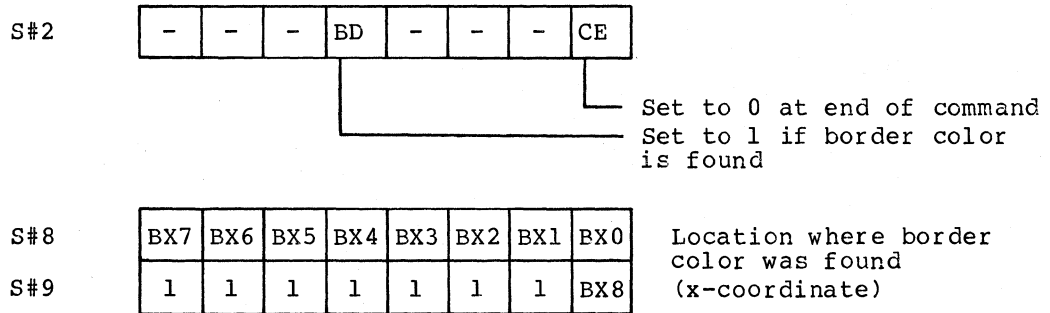 S#2 - - - BD - - - CE
Set to 0 at end of command
Set to 1 if border color
is found
S#8 BX7 BX6 BX5 BX4 BX3 BX2 BX1 BX0 Location where border
color was found
S#9 1 1 1 1 1 1 1 BX8 (x-coordinate)